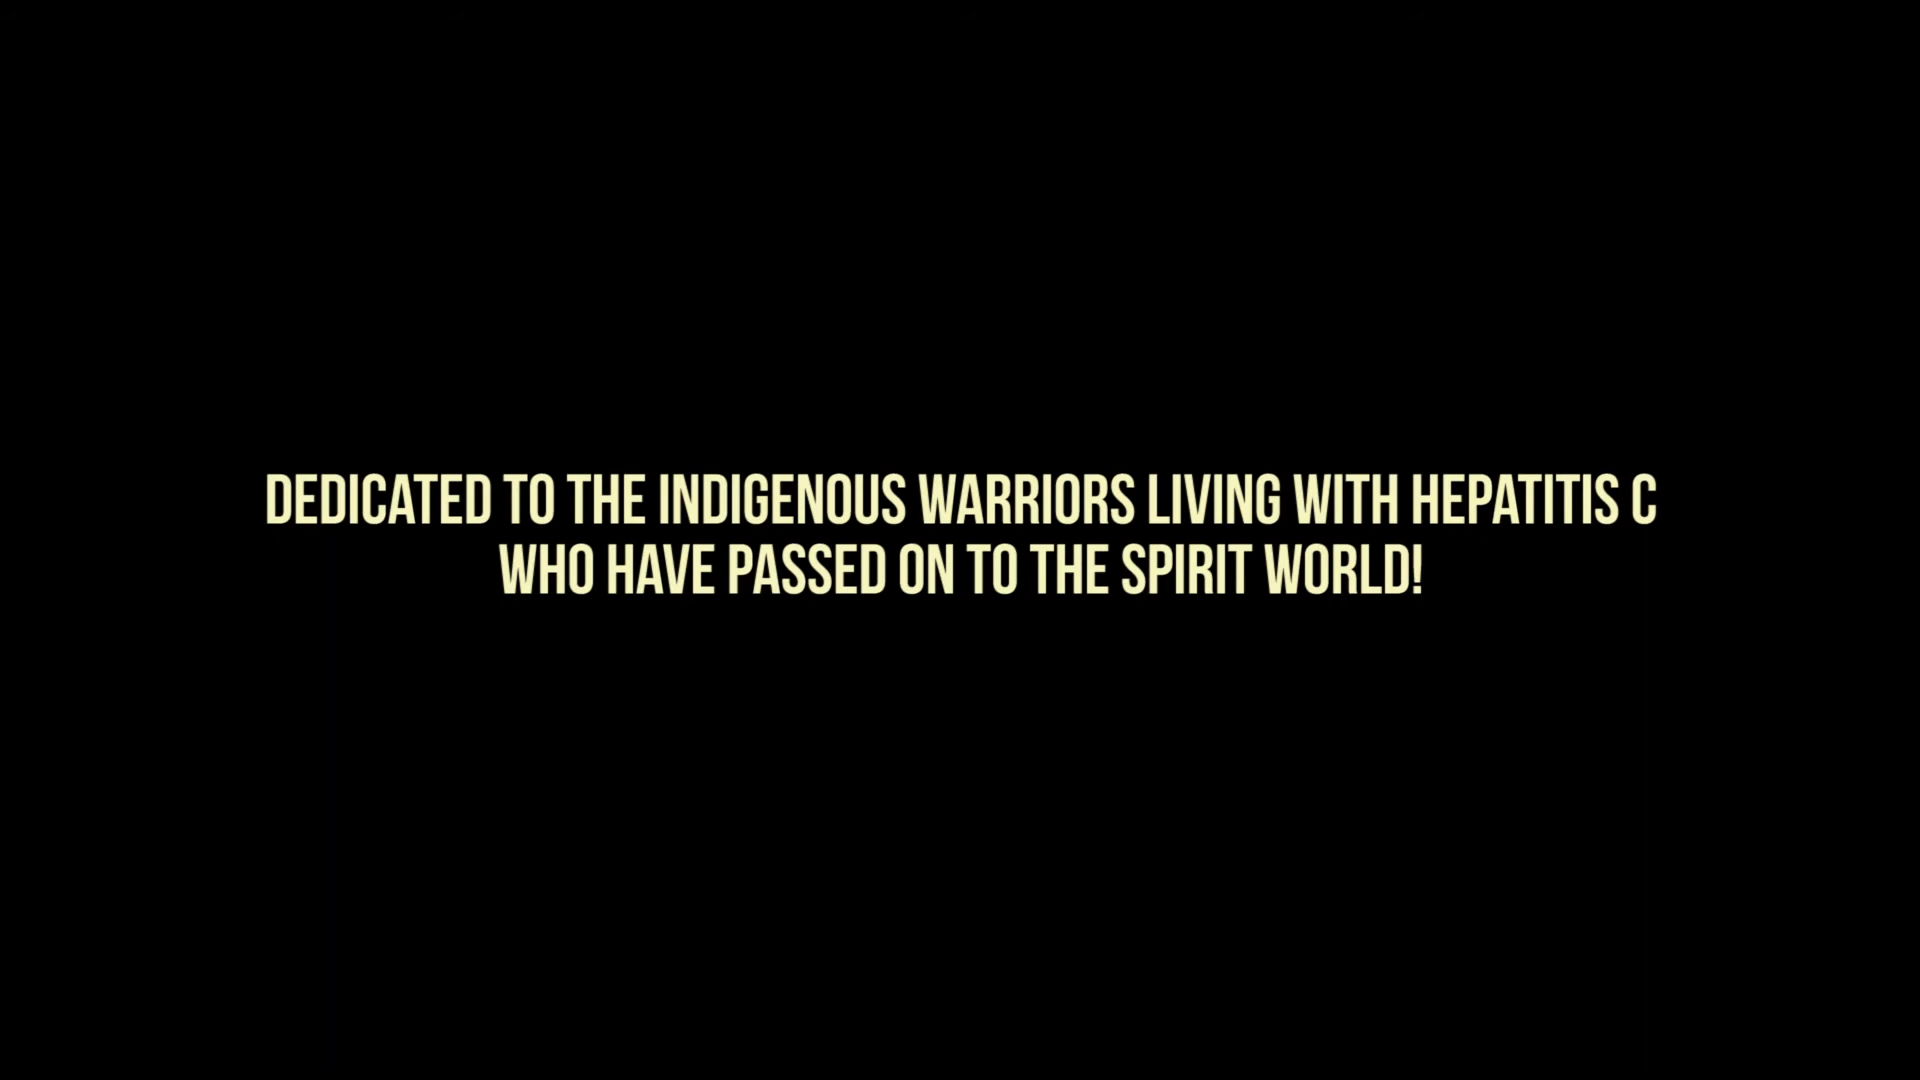 DEDICATED TO THE INDIGENOUS WARRIORS LIVING WITH HEPATITIS C
WHO HAVE PASSED ON TO THE SPIRIT WORLD!